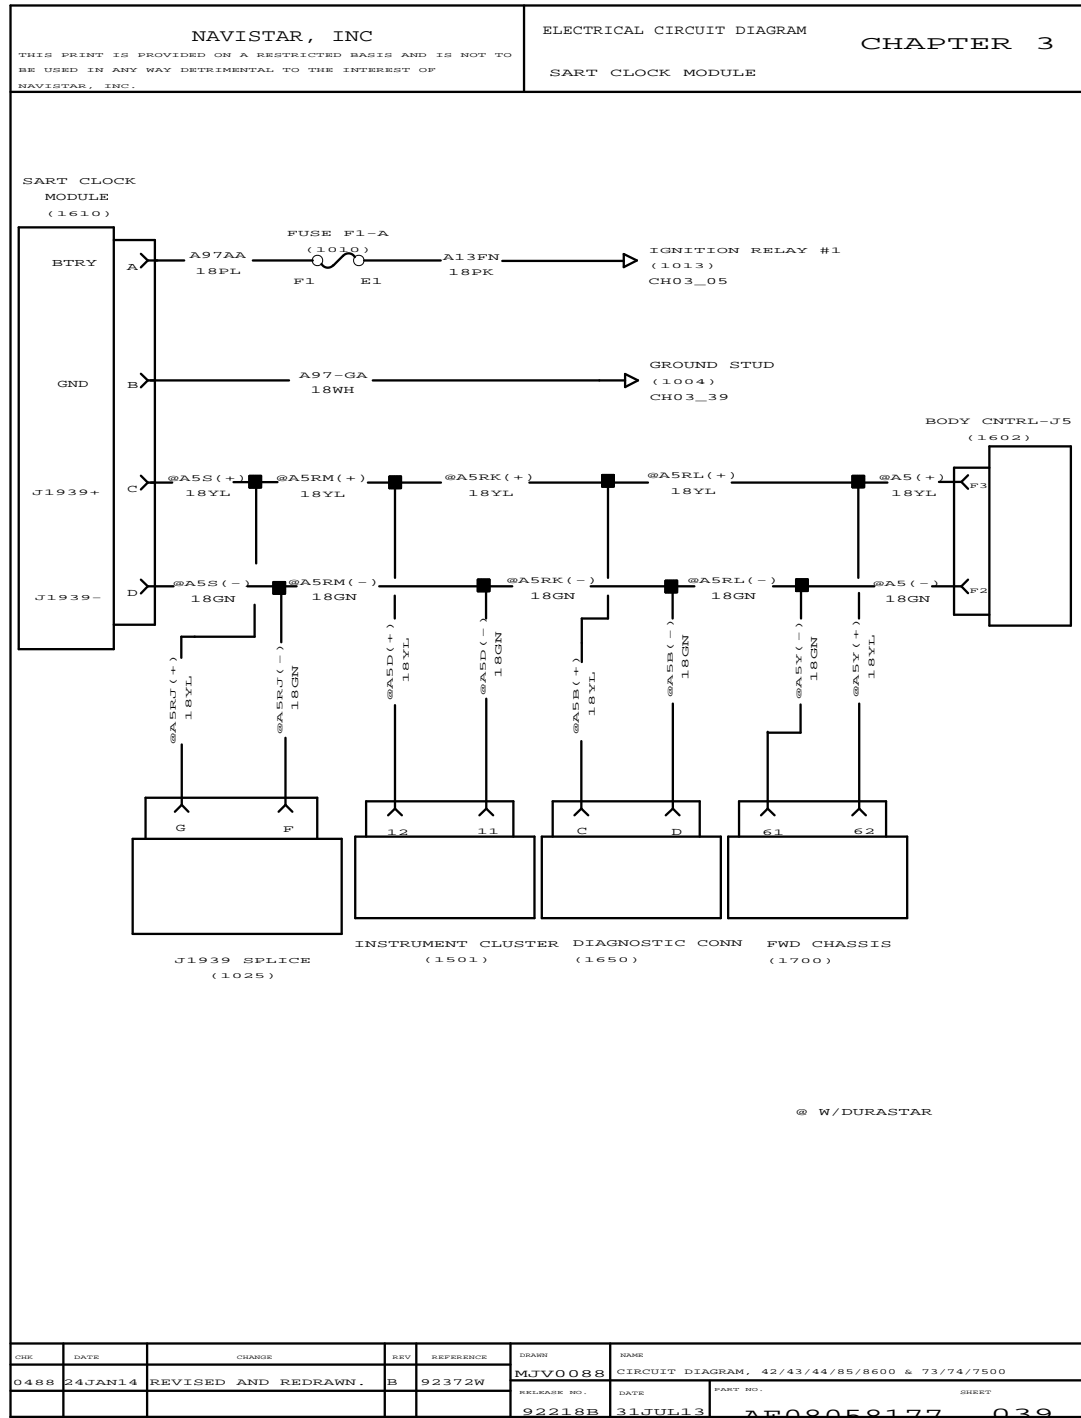 NAVISTAR, INC
THIS PRINT IS PROVIDED ON A RESTRICTED BASIS AND IS NOT TO
BE USED IN ANY WAY DETRIMENTAL TO THE INTEREST OF
NAVISTAR, INC.
ELECTRICAL CIRCUIT DIAGRAM
SART CLOCK MODULE
CHAPTER 3
SART CLOCK
MODULE
(1610)
BTRY
A
A97AA
18PL
FUSE F1-A
(1010)
F1
E1
A13FN
18PK
IGNITION RELAY #1
(1013)
CH03_05
GND
B
A97-GA
18WH
GROUND STUD
(1004)
CH03_39
BODY CNTRL-J5
(1602)
J1939+
C
@A5S(+)
18YL
@A5RM(+)
18YL
@A5RK(+)
18YL
@A5RL(+)
18YL
@A5(+)
18YL
F3
J1939-
D
@A5S(-)
18GN
@A5RM(-)
18GN
@A5RK(-)
18GN
@A5RL(-)
18GN
@A5(-)
18GN
F2
@A5RJ(+)
18YL
@A5RJ(-)
18GN
@A5D(+)
18YL
@A5D(-)
18GN
@A5B(+)
18YL
@A5B(-)
18GN
@A5Y(-)
18GN
@A5Y(+)
18YL
G
F
12
11
C
D
61
62
J1939 SPLICE
(1025)
INSTRUMENT CLUSTER
(1501)
DIAGNOSTIC CONN
(1650)
FWD CHASSIS
(1700)
@ W/DURASTAR
CHK DATE CHANGE REV REFERENCE
0488 24JAN14 REVISED AND REDRAWN. B 92372W
DRAWN
MJV0088
NAME
CIRCUIT DIAGRAM, 42/43/44/85/8600 & 73/74/7500
RELEASE NO.
92218B
DATE
31JUL13
PART NO.
AF08058177
SHEET
039